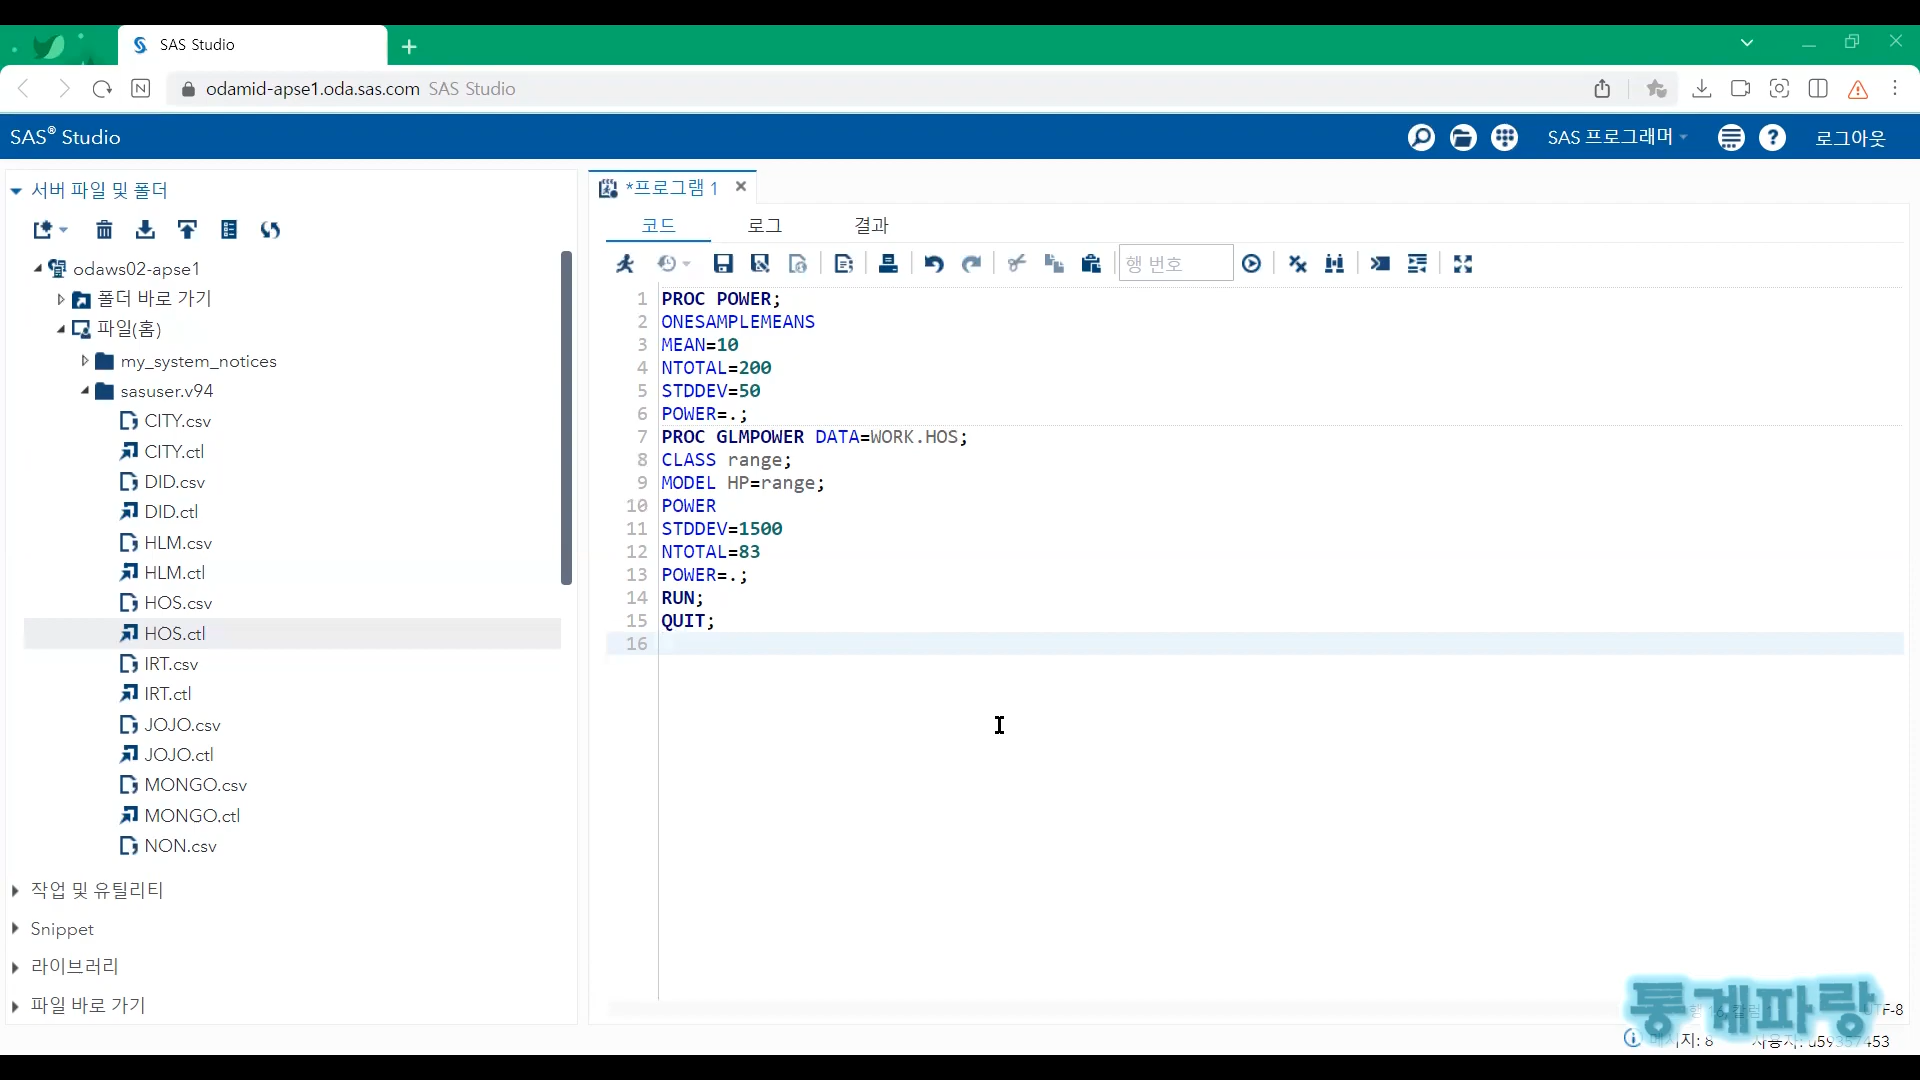 SAS Studio
odamid-apse1.oda.sas.com SAS Studio
SAS® Studio
SAS 프로그래머
로그아웃
서버 파일 및 폴더
odaws02-apse1
폴더 바로 가기
파일(홈)
my_system_notices
sasuser.v94
CITY.csv
CITY.ctl
DID.csv
DID.ctl
HLM.csv
HLM.ctl
HOS.csv
HOS.ctl
IRT.csv
IRT.ctl
JOJO.csv
JOJO.ctl
MONGO.csv
MONGO.ctl
NON.csv
작업 및 유틸리티
Snippet
라이브러리
파일 바로 가기
*프로그램 1
코드 로그 결과
행 번호
1 PROC POWER;
2 ONESAMPLEMEANS
3 MEAN=10
4 NTOTAL=200
5 STDDEV=50
6 POWER=.;
7 PROC GLMPOWER DATA=WORK.HOS;
8 CLASS range;
9 MODEL HP=range;
10 POWER
11 STDDEV=1500
12 NTOTAL=83
13 POWER=.;
14 RUN;
15 QUIT;
16
통계파랑
UTF-8
메시지: 8